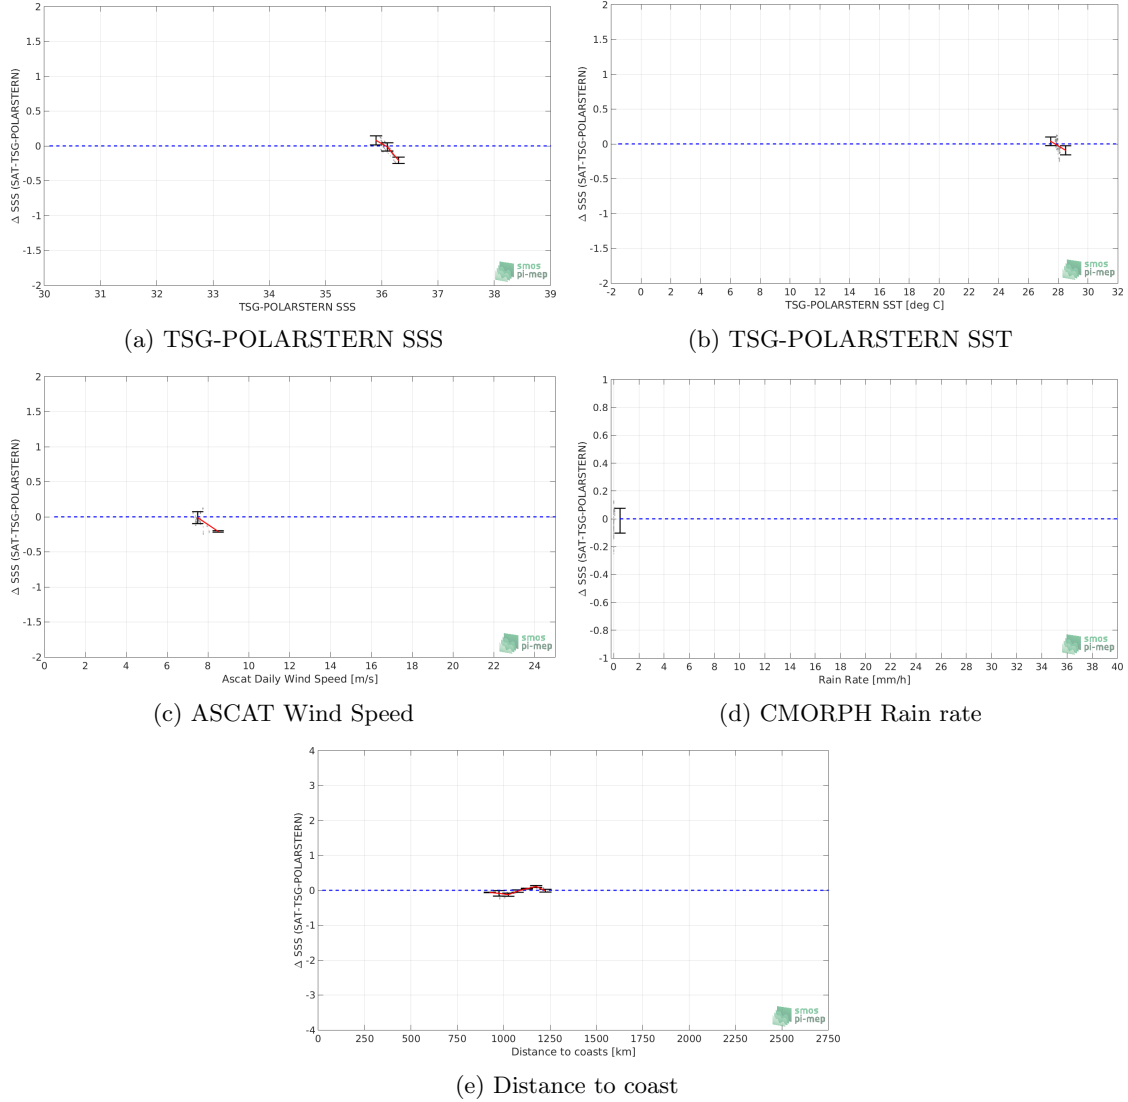 2
1.5
1
0.5
0
-0.5
-1
-1.5
-2
Δ SSS (SAT-TSG-POLARSTERN)
30 31 32 33 34 35 36 37 38 39
TSG-POLARSTERN SSS
smos
pi-mep
(a) TSG-POLARSTERN SSS
2
1.5
1
0.5
0
-0.5
-1
-1.5
-2
Δ SSS (SAT-TSG-POLARSTERN)
-2 0 2 4 6 8 10 12 14 16 18 20 22 24 26 28 30 32
TSG-POLARSTERN SST [deg C]
smos
pi-mep
(b) TSG-POLARSTERN SST
2
1.5
1
0.5
0
-0.5
-1
-1.5
-2
Δ SSS (SAT-TSG-POLARSTERN)
0 2 4 6 8 10 12 14 16 18 20 22 24
Ascat Daily Wind Speed [m/s]
smos
pi-mep
(c) ASCAT Wind Speed
1
0.8
0.6
0.4
0.2
0
-0.2
-0.4
-0.6
-0.8
-1
Δ SSS (SAT-TSG-POLARSTERN)
0 2 4 6 8 10 12 14 16 18 20 22 24 26 28 30 32 34 36 38 40
Rain Rate [mm/h]
smos
pi-mep
(d) CMORPH Rain rate
4
3
2
1
0
-1
-2
-3
-4
Δ SSS (SAT-TSG-POLARSTERN)
0 250 500 750 1000 1250 1500 1750 2000 2250 2500 2750
Distance to coasts [km]
smos
pi-mep
(e) Distance to coast